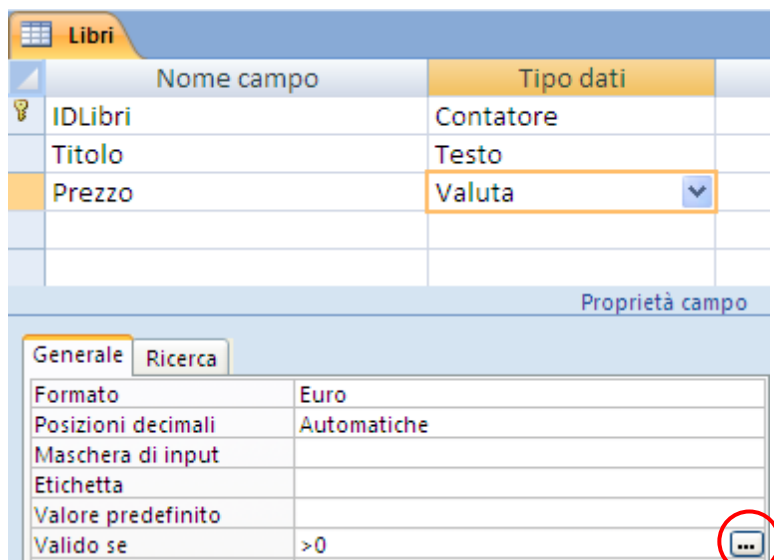 Libri
Nome campo Tipo dati
IDLibri Contatore
Titolo Testo
Prezzo Valuta
Proprietà campo
Generale Ricerca
Formato Euro
Posizioni decimali Automatiche
Maschera di input
Etichetta
Valore predefinito
Valido se >0 ...